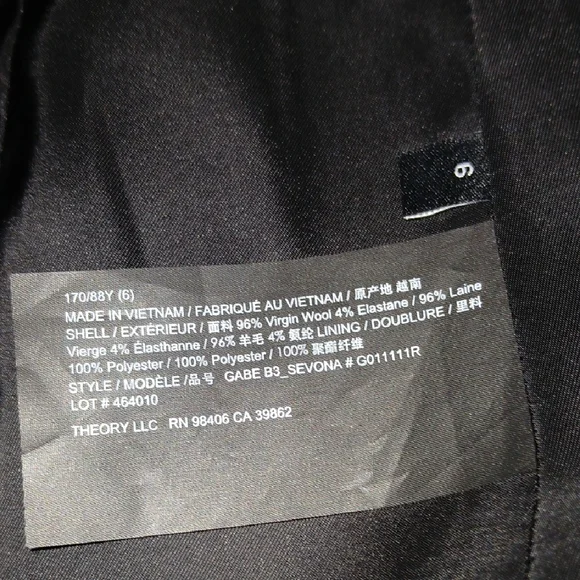 6
170/88Y (6)
MADE IN VIETNAM / FABRIQUÉ AU VIETNAM / 原产地 越南
SHELL / EXTÉRIEUR / 面料 96% Virgin Wool 4% Elastane / 96% Laine
Vierge 4% Élasthanne / 96% 羊毛 4% 氨纶 LINING / DOUBLURE / 里料
100% Polyester / 100% Polyester / 100% 聚酯纤维
STYLE / MODÈLE /品号 GABE B3_SEVONA # G011111R
LOT # 464010
THEORY LLC RN 98406 CA 39862